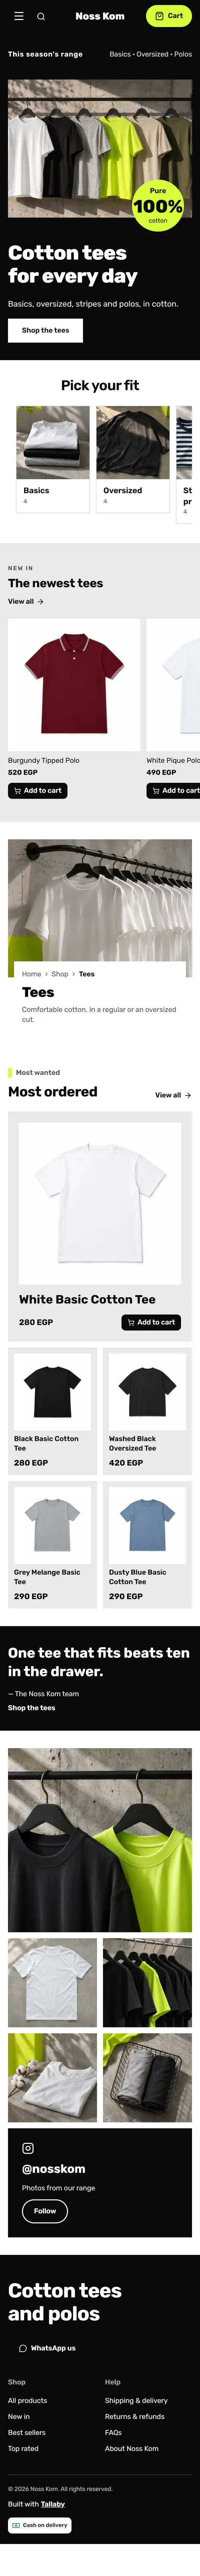 Noss Kom
Cart
This season's range
Basics • Oversized • Polos
Pure
100%
cotton
Cotton tees
for every day
Basics, oversized, stripes and polos, in cotton.
Shop the tees
Pick your fit
Basics
4
Oversized
4
St
pr
4
NEW IN
The newest tees
View all
Burgundy Tipped Polo
520 EGP
Add to cart
White Pique Polo
490 EGP
Add to cart
Home › Shop › Tees
Tees
Comfortable cotton, in a regular or an oversized
cut.
Most wanted
Most ordered
View all
White Basic Cotton Tee
280 EGP
Add to cart
Black Basic Cotton
Tee
280 EGP
Washed Black
Oversized Tee
420 EGP
Grey Melange Basic
Tee
290 EGP
Dusty Blue Basic
Cotton Tee
290 EGP
One tee that fits beats ten
in the drawer.
— The Noss Kom team
Shop the tees
@nosskom
Photos from our range
Follow
Cotton tees
and polos
WhatsApp us
Shop
All products
New in
Best sellers
Top rated
Help
Shipping & delivery
Returns & refunds
FAQs
About Noss Kom
© 2026 Noss Kom. All rights reserved.
Built with Tallaby
Cash on delivery